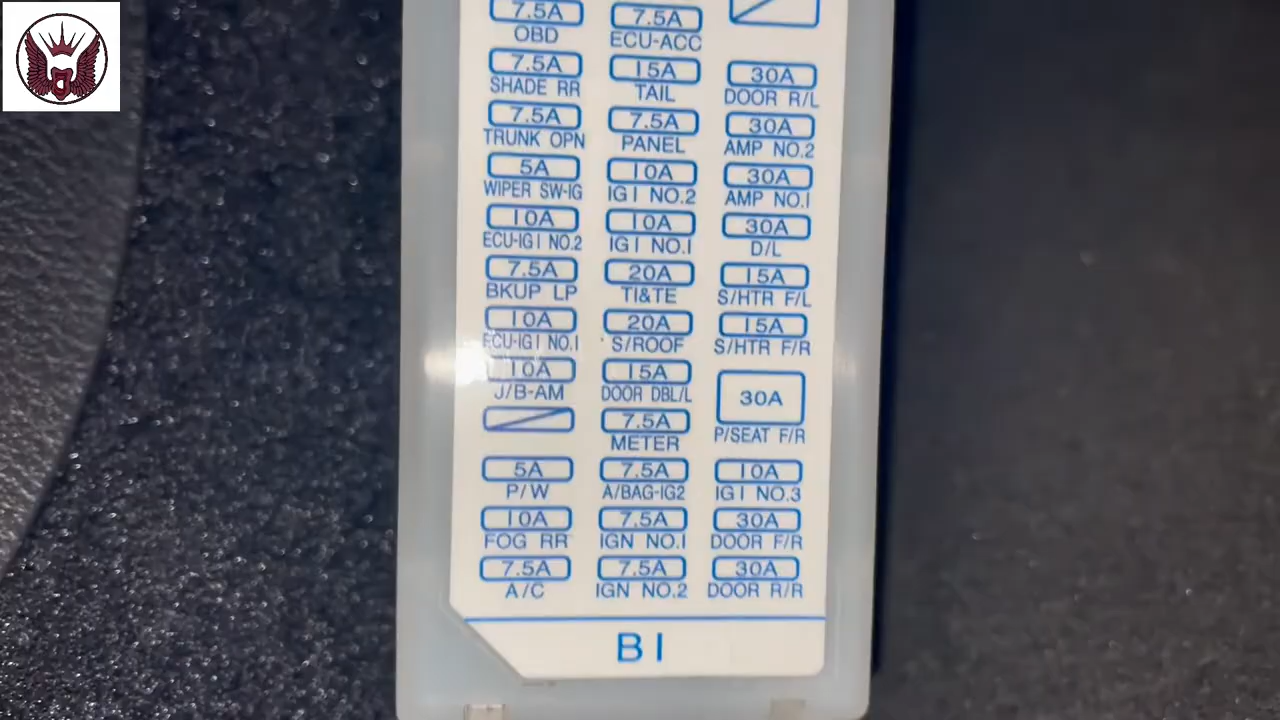 7.5A 7.5A
OBD ECU-ACC
7.5A 15A 30A
SHADE RR TAIL DOOR R/L
7.5A 7.5A 30A
TRUNK OPN PANEL AMP NO.2
5A 10A 30A
WIPER SW-IG IG1 NO.2 AMP NO.1
10A 10A 30A
ECU-IG1 NO.2 IG1 NO.1 D/L
7.5A 20A 15A
BKUP LP TI&TE S/HTR F/L
10A 20A 15A
ECU-IG1 NO.1 S/ROOF S/HTR F/R
10A 15A 30A
J/B-AM DOOR DBL/L
7.5A
METER P/SEAT F/R
5A 7.5A 10A
P/W A/BAG-IG2 IG1 NO.3
10A 7.5A 30A
FOG RR IGN NO.1 DOOR F/R
7.5A 7.5A 30A
A/C IGN NO.2 DOOR R/R
B1